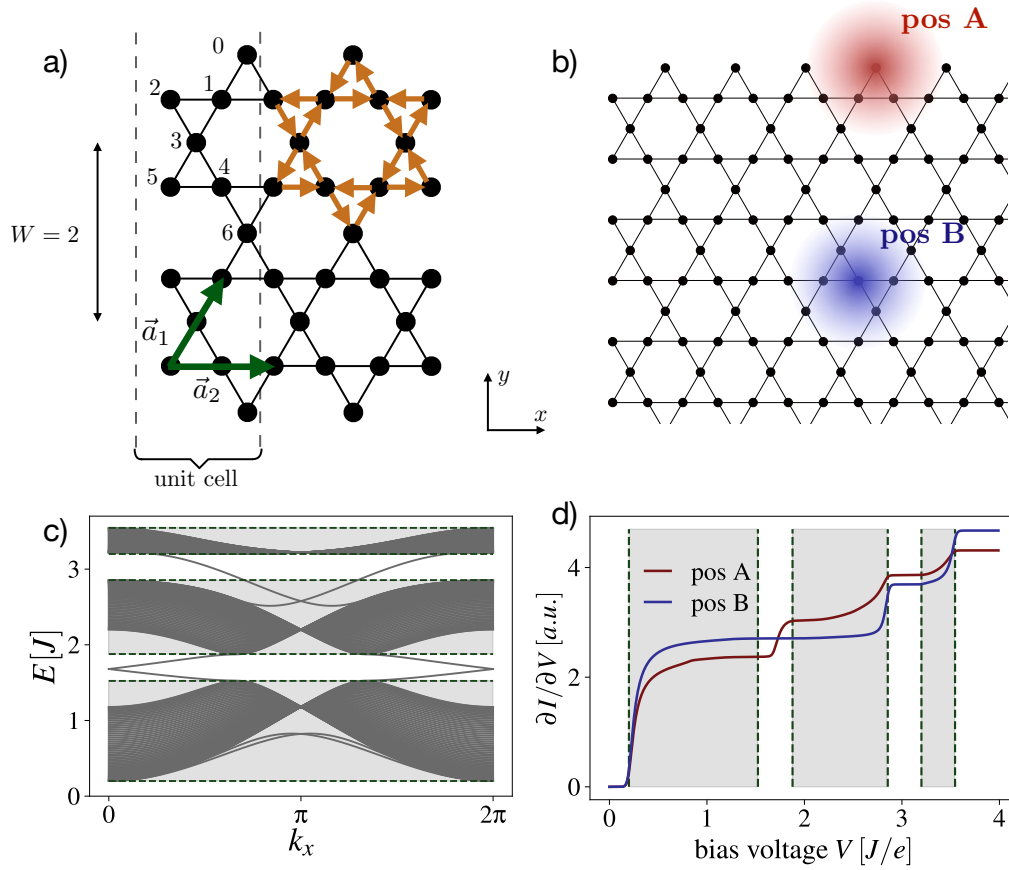 a)
0
2
1
3
5
4
6
W = 2
a⃗₁
a⃗₂
y
x
unit cell
b)
pos A
pos B
c)
E[J]
3
2
1
0
0
π
2π
kₓ
d)
∂I/∂V [a.u.]
4
2
0
pos A
pos B
0
1
2
3
4
bias voltage V [J/e]